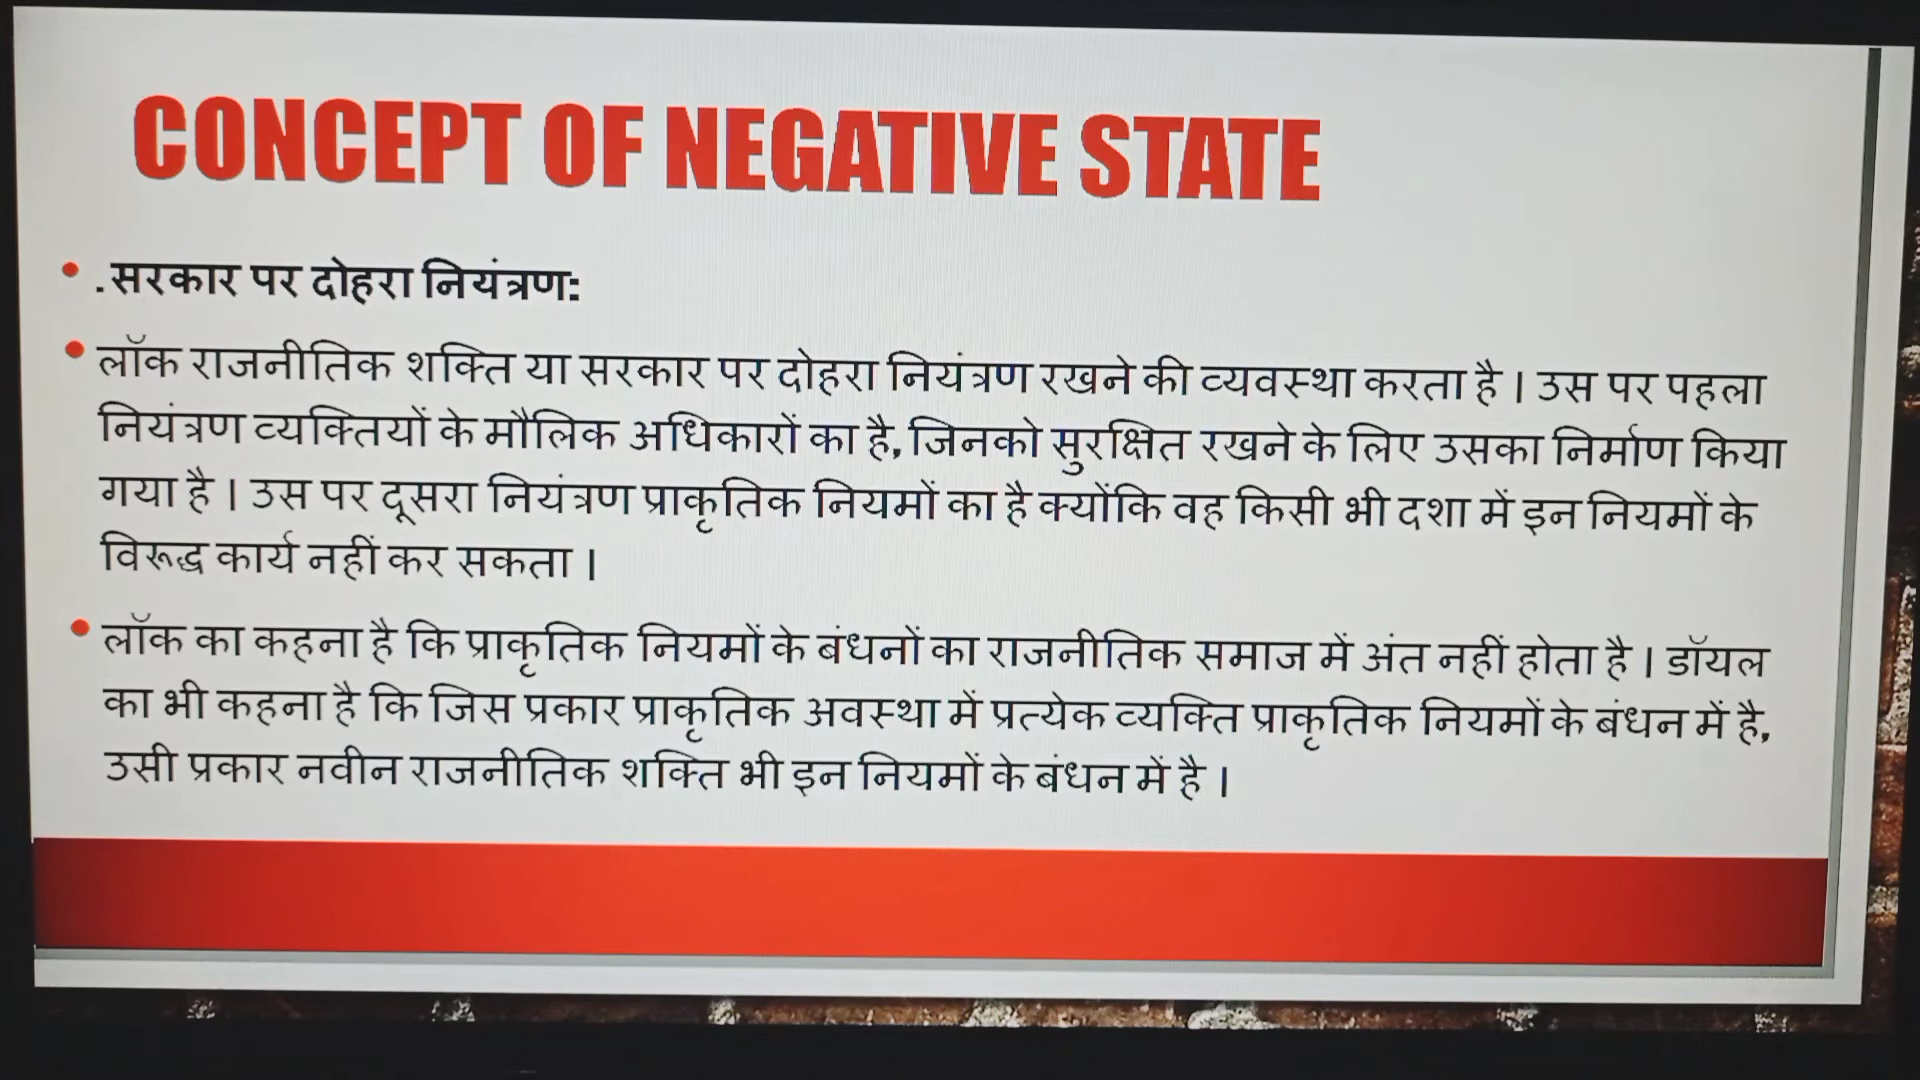 CONCEPT OF NEGATIVE STATE
• .सरकार पर दोहरा नियंत्रण:
• लॉक राजनीतिक शक्ति या सरकार पर दोहरा नियंत्रण रखने की व्यवस्था करता है । उस पर पहला
नियंत्रण व्यक्तियों के मौलिक अधिकारों का है, जिनको सुरक्षित रखने के लिए उसका निर्माण किया
गया है । उस पर दूसरा नियंत्रण प्राकृतिक नियमों का है क्योंकि वह किसी भी दशा में इन नियमों के
विरूद्ध कार्य नहीं कर सकता ।
• लॉक का कहना है कि प्राकृतिक नियमों के बंधनों का राजनीतिक समाज में अंत नहीं होता है । डॉयल
का भी कहना है कि जिस प्रकार प्राकृतिक अवस्था में प्रत्येक व्यक्ति प्राकृतिक नियमों के बंधन में है,
उसी प्रकार नवीन राजनीतिक शक्ति भी इन नियमों के बंधन में है ।